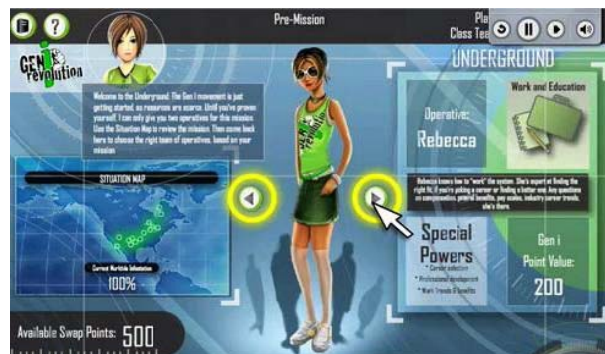 Pre-Mission
Pla
Class Tea
GEN i
revolution
Welcome to the Underground. The Gen I movement is just
getting started, so resources are scarce. Until you've proven
yourself, I can only give you two operatives for this mission.
Use the Situation Map to review the mission. Then come back
here to choose the right team of operatives, based on your
mission.
SITUATION MAP
Current Worldwide Infestation
100%
Available Swap Points: 500
UNDERGROUND
Operative:
Rebecca
Work and Education
Rebecca knows how to "work" the system. She's expert at finding the
right fit, if you're picking a career or finding a better one. Any questions
on compensation, payroll benefits, pay scales, industry career trends,
she's there.
Special
Powers
* Career selection
* Professional development
* Work Trends & benefits
Gen i
Point Value:
200